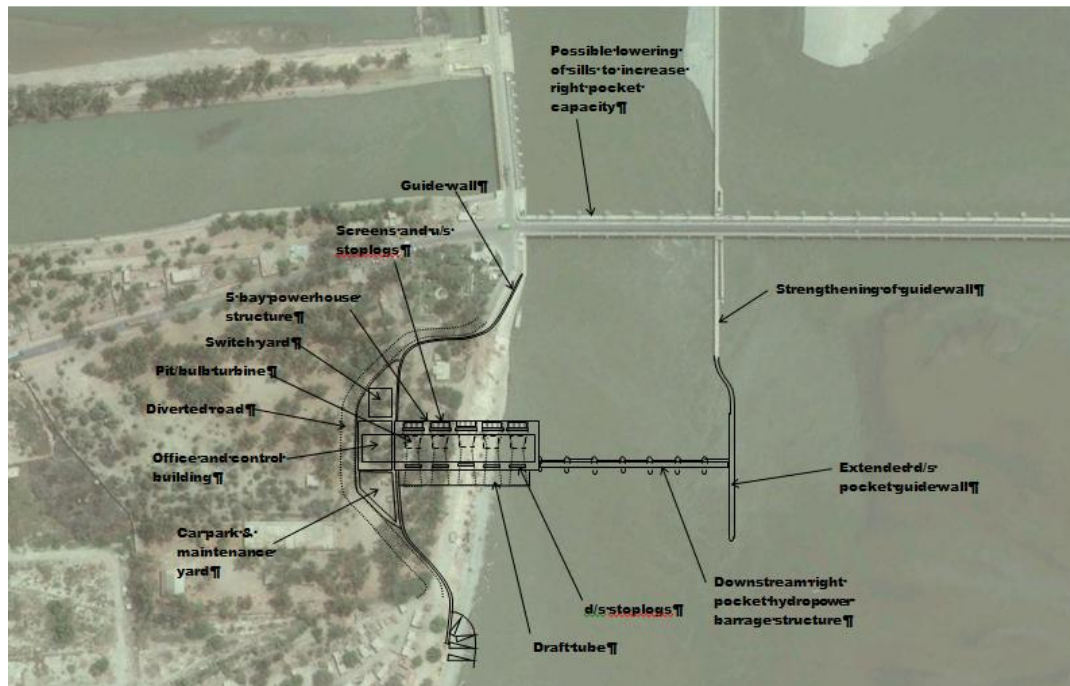 Possible lowering
of sills to increase
right pocket
capacity¶
Guide wall¶
Screens and u/s
stoplogs¶
5 bay powerhouse
structure¶
Switch yard¶
Pit/bulb turbine¶
Diverted road¶
Office and control
building¶
Car park &
maintenance
yard¶
Strengthening of guide wall¶
Extended d/s
pocket guide wall¶
Downstream right
pocket hydropower
barrage structure¶
d/s stoplogs¶
Draft tube¶